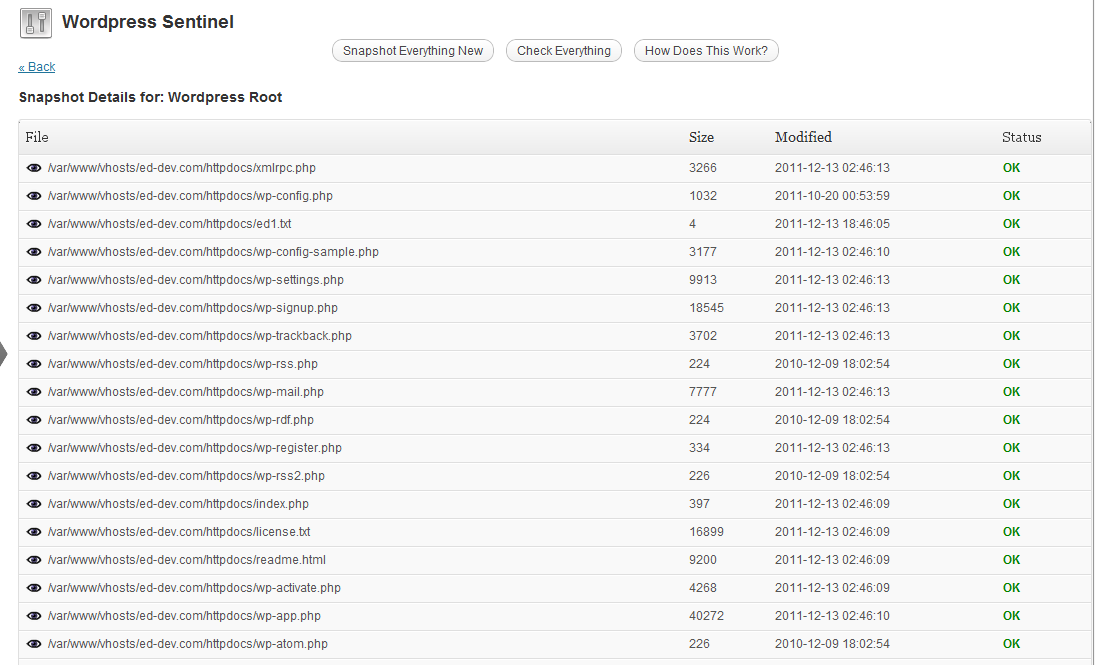 Wordpress Sentinel
Snapshot Everything New Check Everything How Does This Work?
« Back
Snapshot Details for: Wordpress Root
File Size Modified Status
/var/www/vhosts/ed-dev.com/httpdocs/xmlrpc.php 3266 2011-12-13 02:46:13 OK
/var/www/vhosts/ed-dev.com/httpdocs/wp-config.php 1032 2011-10-20 00:53:59 OK
/var/www/vhosts/ed-dev.com/httpdocs/ed1.txt 4 2011-12-13 18:46:05 OK
/var/www/vhosts/ed-dev.com/httpdocs/wp-config-sample.php 3177 2011-12-13 02:46:10 OK
/var/www/vhosts/ed-dev.com/httpdocs/wp-settings.php 9913 2011-12-13 02:46:13 OK
/var/www/vhosts/ed-dev.com/httpdocs/wp-signup.php 18545 2011-12-13 02:46:13 OK
/var/www/vhosts/ed-dev.com/httpdocs/wp-trackback.php 3702 2011-12-13 02:46:13 OK
/var/www/vhosts/ed-dev.com/httpdocs/wp-rss.php 224 2010-12-09 18:02:54 OK
/var/www/vhosts/ed-dev.com/httpdocs/wp-mail.php 7777 2011-12-13 02:46:13 OK
/var/www/vhosts/ed-dev.com/httpdocs/wp-rdf.php 224 2010-12-09 18:02:54 OK
/var/www/vhosts/ed-dev.com/httpdocs/wp-register.php 334 2011-12-13 02:46:13 OK
/var/www/vhosts/ed-dev.com/httpdocs/wp-rss2.php 226 2010-12-09 18:02:54 OK
/var/www/vhosts/ed-dev.com/httpdocs/index.php 397 2011-12-13 02:46:09 OK
/var/www/vhosts/ed-dev.com/httpdocs/license.txt 16899 2011-12-13 02:46:09 OK
/var/www/vhosts/ed-dev.com/httpdocs/readme.html 9200 2011-12-13 02:46:09 OK
/var/www/vhosts/ed-dev.com/httpdocs/wp-activate.php 4268 2011-12-13 02:46:09 OK
/var/www/vhosts/ed-dev.com/httpdocs/wp-app.php 40272 2011-12-13 02:46:10 OK
/var/www/vhosts/ed-dev.com/httpdocs/wp-atom.php 226 2010-12-09 18:02:54 OK